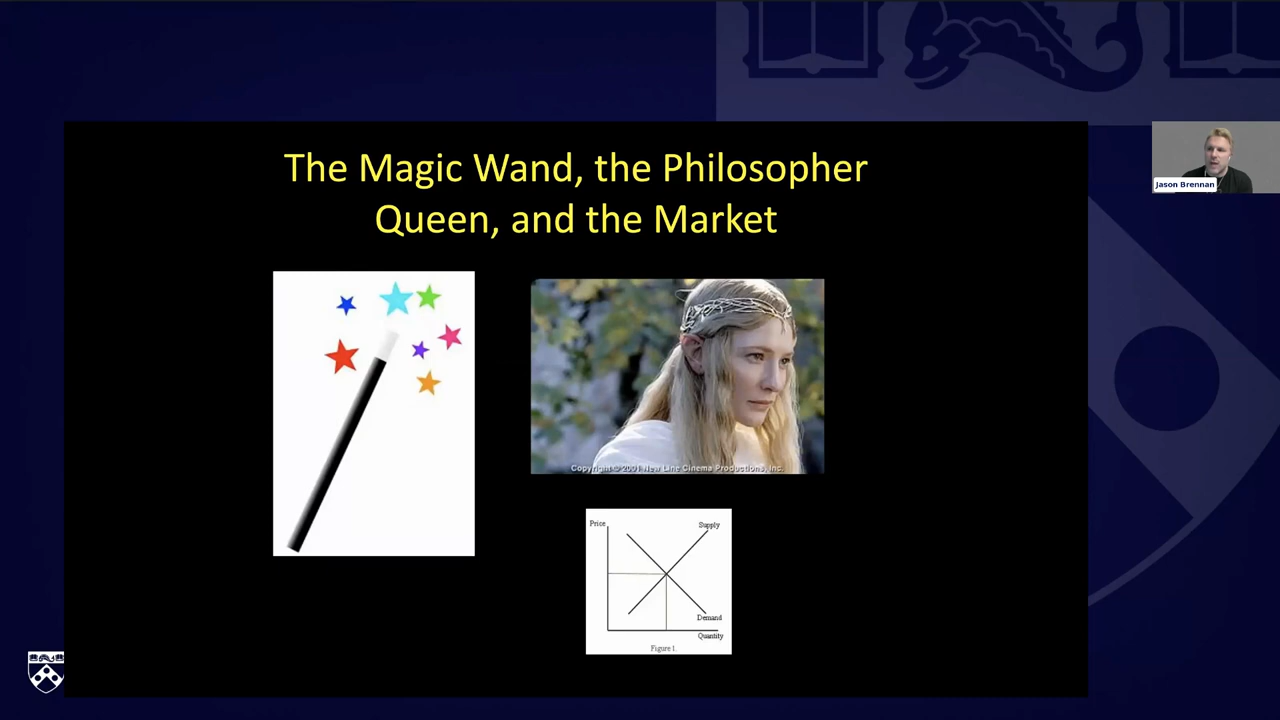 The Magic Wand, the Philosopher
Queen, and the Market
Jason Brennan
Copyright © 2001 New Line Cinema Productions, Inc.
Price
Supply
Demand
Quantity
Figure 1.